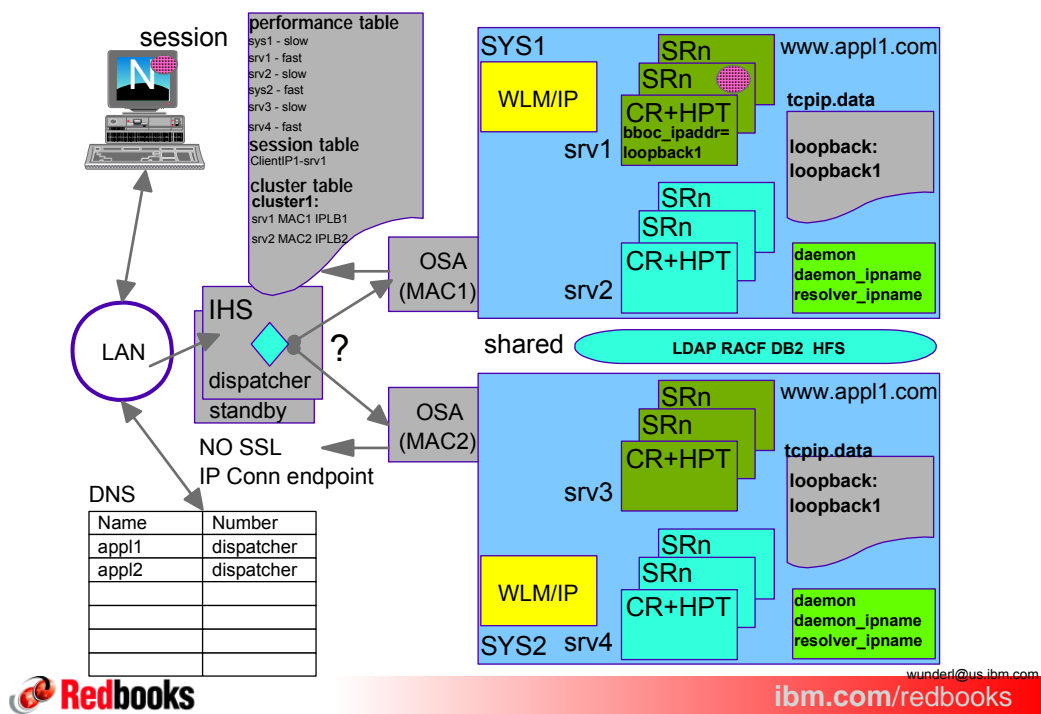 session
N
performance table
sys1 - slow
srv1 - fast
srv2 - slow
sys2 - fast
srv3 - slow
srv4 - fast
session table
ClientIP1-srv1
cluster table
cluster1:
srv1 MAC1 IPLB1
srv2 MAC2 IPLB2
SYS1
WLM/IP
SRn
SRn
CR+HPT
bboc_ipaddr=
loopback1
srv1
www.appl1.com
tcpip.data
loopback:
loopback1
SRn
SRn
CR+HPT
srv2
daemon
daemon_ipname
resolver_ipname
OSA
(MAC1)
IHS
dispatcher
standby
?
LAN
shared
LDAP RACF DB2 HFS
OSA
(MAC2)
NO SSL
IP Conn endpoint
SRn
SRn
CR+HPT
srv3
www.appl1.com
tcpip.data
loopback:
loopback1
WLM/IP
SYS2
SRn
SRn
CR+HPT
srv4
daemon
daemon_ipname
resolver_ipname
DNS
Name Number
appl1 dispatcher
appl2 dispatcher
wunderl@us.ibm.com
Redbooks
ibm.com/redbooks